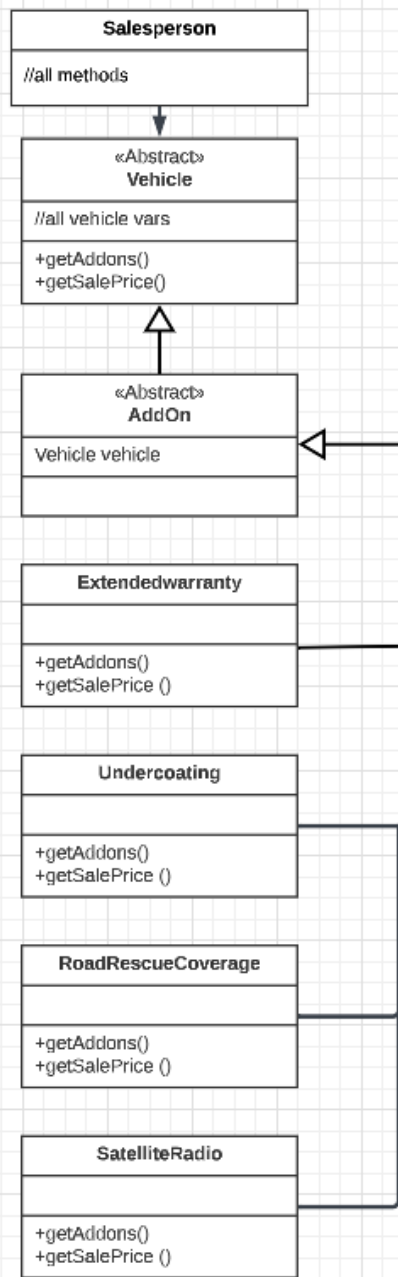 Salesperson
//all methods
«Abstract»
Vehicle
//all vehicle vars
+getAddons()
+getSalePrice()
«Abstract»
AddOn
Vehicle vehicle
Extendedwarranty
+getAddons()
+getSalePrice ()
Undercoating
+getAddons()
+getSalePrice ()
RoadRescueCoverage
+getAddons()
+getSalePrice ()
SatelliteRadio
+getAddons()
+getSalePrice ()